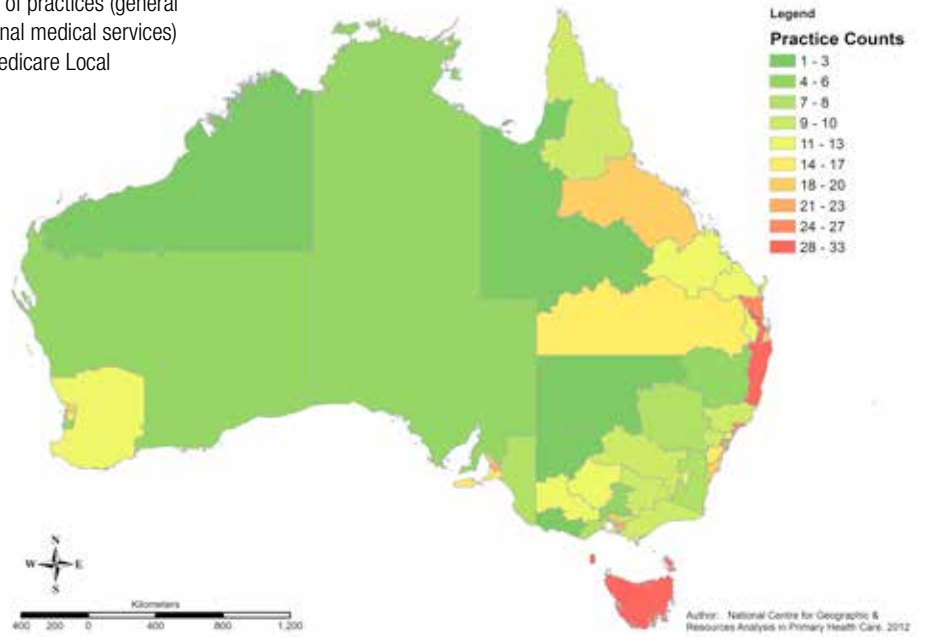 of practices (general
nal medical services)
edicare Local
Legend
Practice Counts
1 - 3
4 - 6
7 - 8
9 - 10
11 - 13
14 - 17
18 - 20
21 - 23
24 - 27
28 - 33
N
W E
S
Kilometers
400 200 0 400 800 1,200
Author: National Centre for Geographic &
Resources Analysis in Primary Health Care, 2012